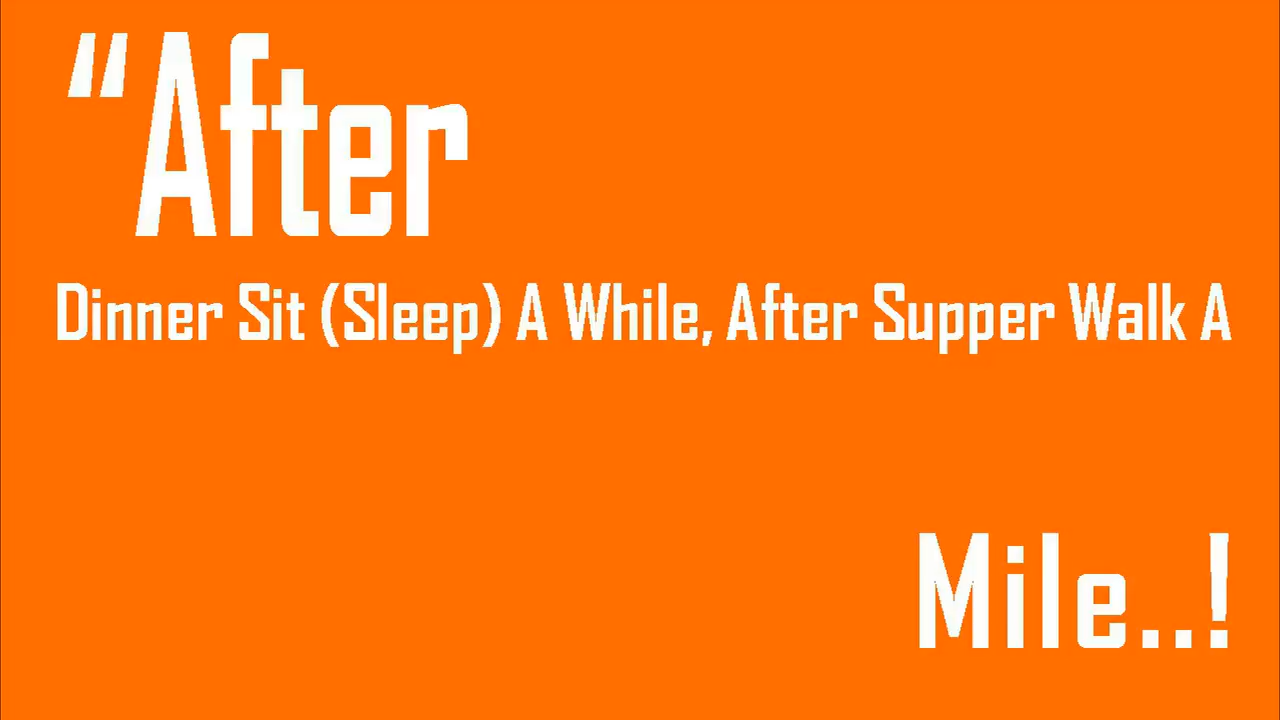 “After
Dinner Sit (Sleep) A While, After Supper Walk A
Mile..!